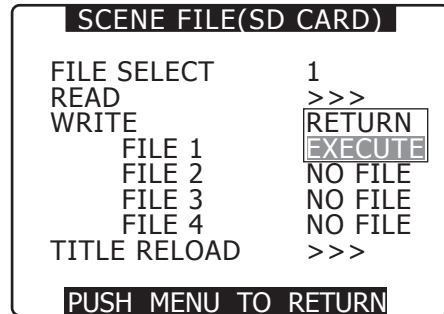 SCENE FILE(SD CARD)
FILE SELECT 1
READ >>>
WRITE RETURN
FILE 1 EXECUTE
FILE 2 NO FILE
FILE 3 NO FILE
FILE 4 NO FILE
TITLE RELOAD >>>
PUSH MENU TO RETURN